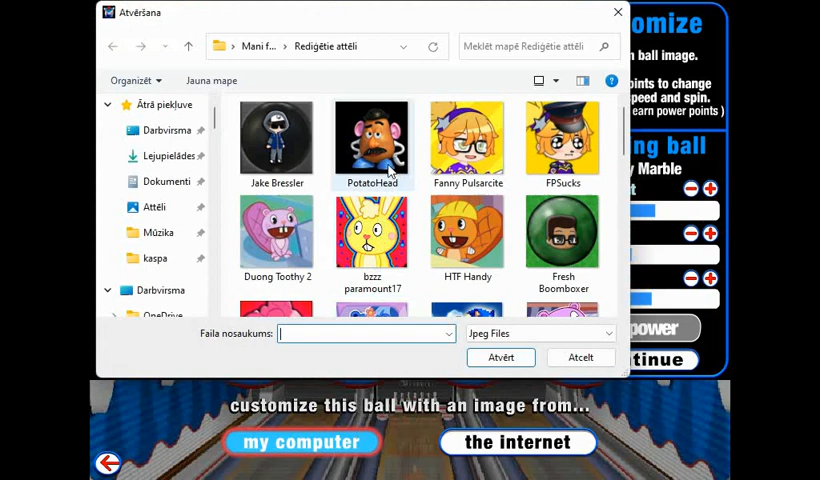 Atvēršana
Mani f...
Rediģētie attēli
Meklēt mapē Rediģētie attēli
Organizēt
Jauna mape
Ātrā piekļuve
Darbvirsma
Lejupielādes
Dokumenti
Attēli
Mūzika
kaspa
Darbvirsma
OneDrive
Jake Bressler
PotatoHead
Fanny Pulsarcite
FPSucks
Duong Toothy 2
bzzz
paramount17
HTF Handy
Fresh
Boomboxer
Faila nosaukums:
Jpeg Files
Atvērt
Atcelt
omize
n ball image.
oints to change
speed and spin.
earn power points )
ng ball
y Marble
t
power
ntinue
customize this ball with an image from...
my computer
the internet